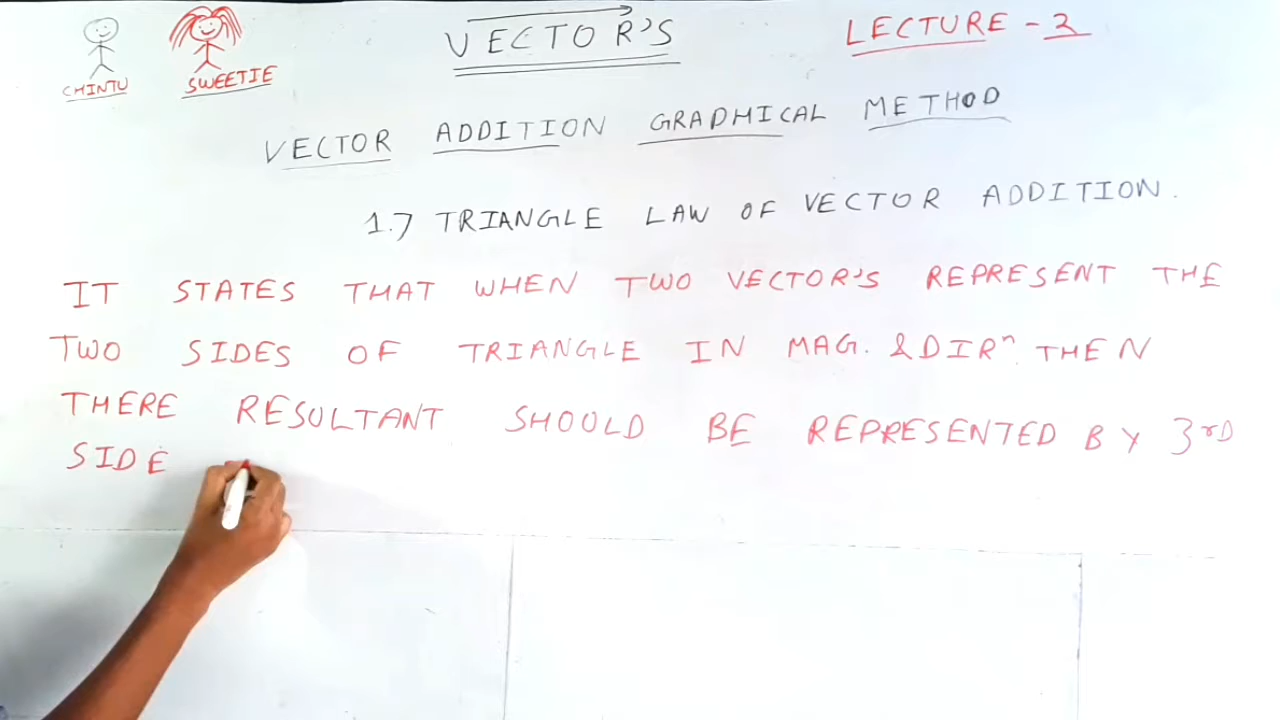 VECTOR'S
LECTURE - 3
CHINTU
SWEETIE
VECTOR ADDITION GRAPHICAL METHOD
1.7 TRIANGLE LAW OF VECTOR ADDITION.
IT STATES THAT WHEN TWO VECTOR'S REPRESENT THE
TWO SIDES OF TRIANGLE IN MAG. & DIRⁿ THEN
THERE RESULTANT SHOULD BE REPRESENTED BY 3rD
SIDE